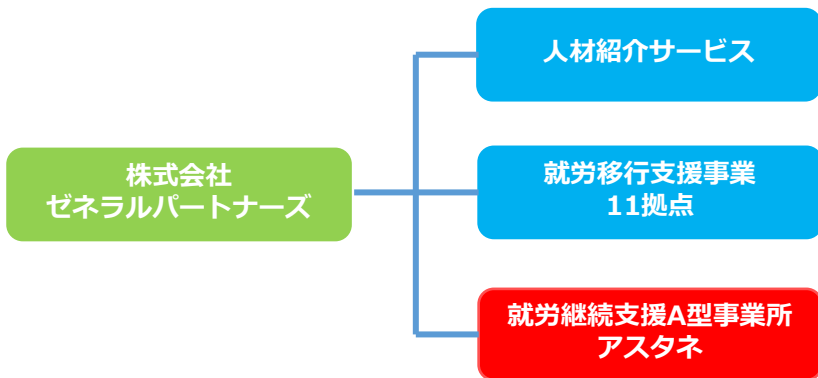 株式会社
ゼネラルパートナーズ
人材紹介サービス
就労移行支援事業
11拠点
就労継続支援A型事業所
アスタネ